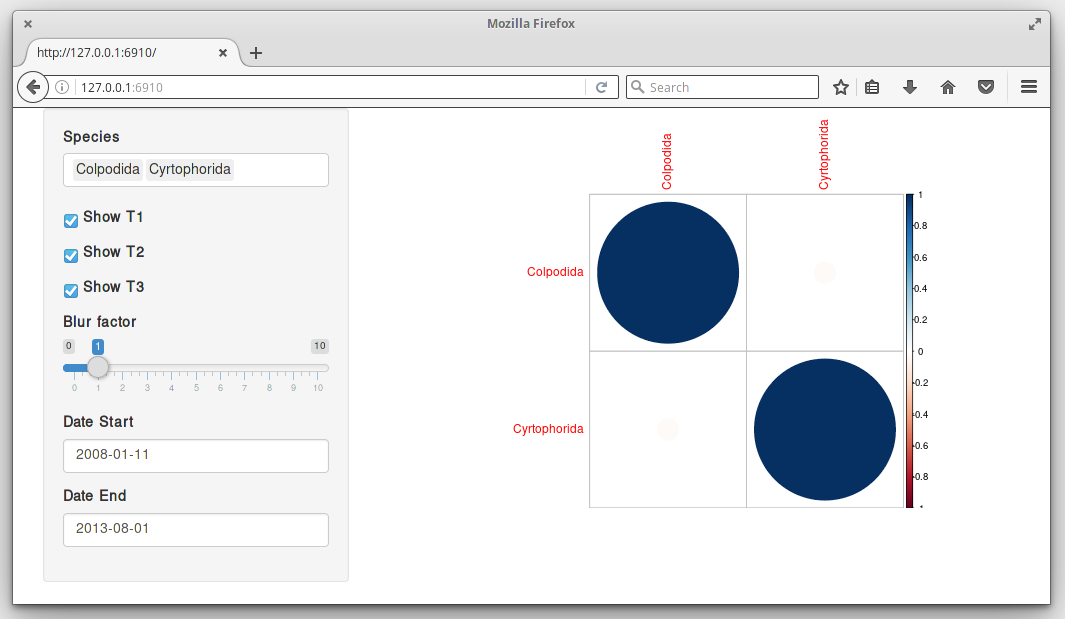 Mozilla Firefox
http://127.0.0.1:6910/
127.0.0.1:6910
Search
Species
Colpodida Cyrtophorida
Show T1
Show T2
Show T3
Blur factor
0 1 10
0 1 2 3 4 5 6 7 8 9 10
Date Start
2008-01-11
Date End
2013-08-01
Colpodida
Cyrtophorida
Colpodida
Cyrtophorida
1
0.8
0.6
0.4
0.2
0
-0.2
-0.4
-0.6
-0.8